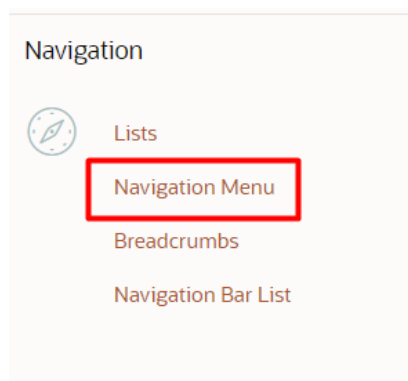 Navigation
Lists
Navigation Menu
Breadcrumbs
Navigation Bar List